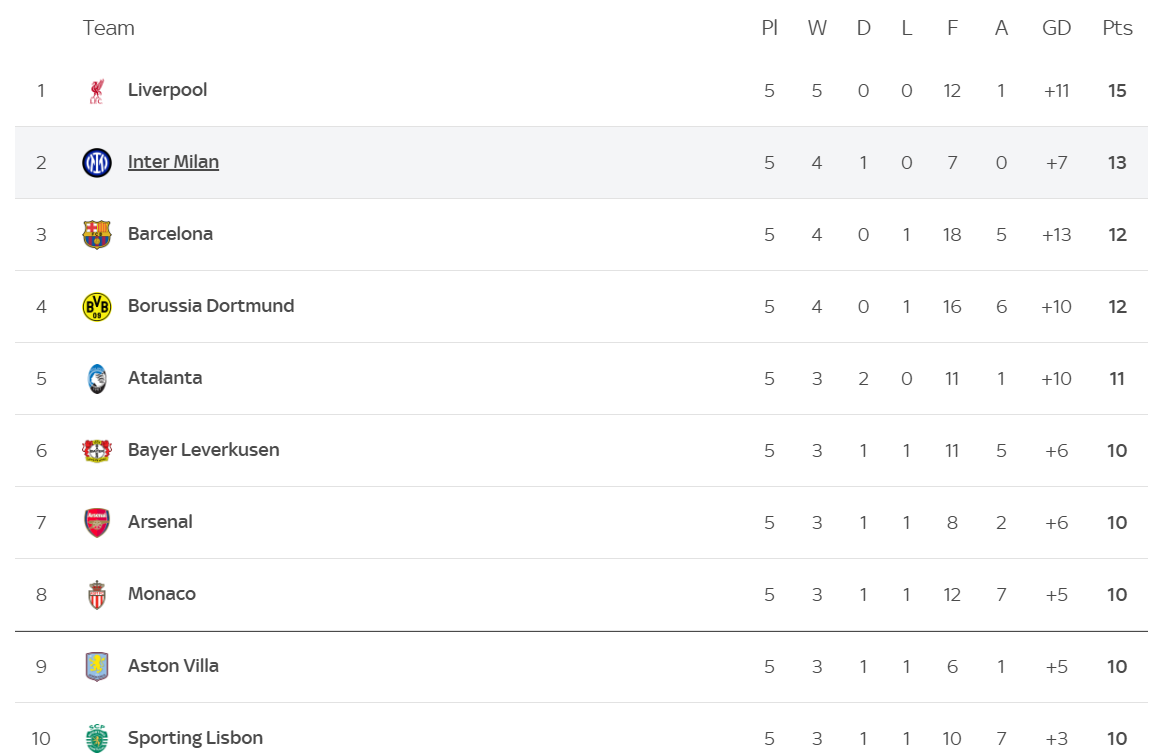 Team Pl W D L F A GD Pts
1 Liverpool 5 5 0 0 12 1 +11 15
2 Inter Milan 5 4 1 0 7 0 +7 13
3 Barcelona 5 4 0 1 18 5 +13 12
4 Borussia Dortmund 5 4 0 1 16 6 +10 12
5 Atalanta 5 3 2 0 11 1 +10 11
6 Bayer Leverkusen 5 3 1 1 11 5 +6 10
7 Arsenal 5 3 1 1 8 2 +6 10
8 Monaco 5 3 1 1 12 7 +5 10
9 Aston Villa 5 3 1 1 6 1 +5 10
10 Sporting Lisbon 5 3 1 1 10 7 +3 10